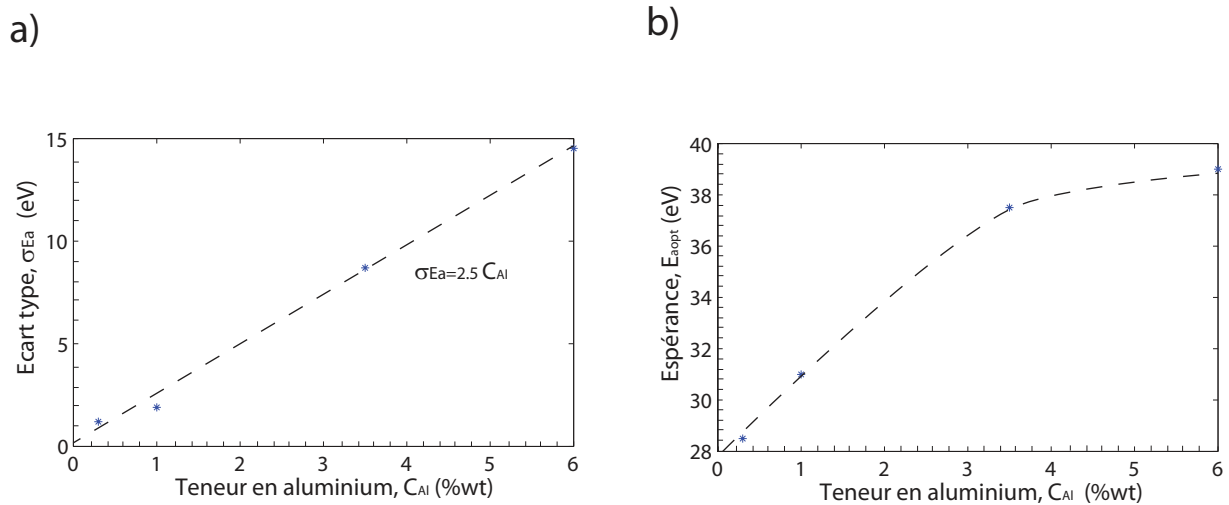 a)
15
10
5
0
0 1 2 3 4 5 6
Ecart type, σEa (eV)
σEa=2.5 CAl
Teneur en aluminium, CAl (%wt)
b)
40
38
36
34
32
30
28
0 1 2 3 4 5 6
Espérance, Eaopt (eV)
Teneur en aluminium, CAl (%wt)